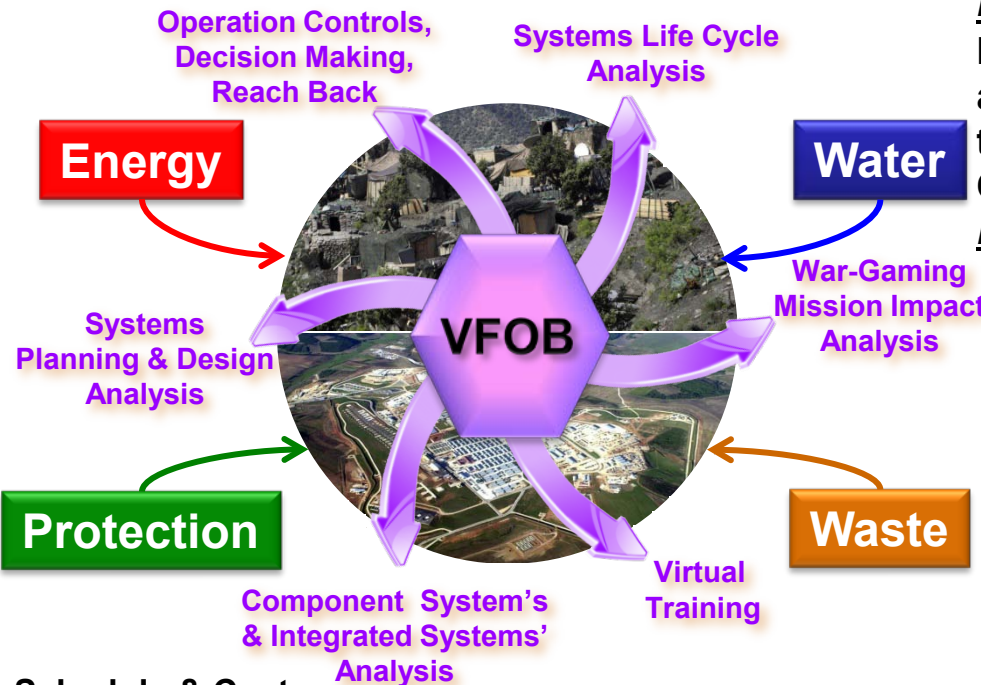 Operation Controls,
Decision Making,
Reach Back
Systems Life Cycle
Analysis
Energy
Water
War-Gaming
Mission Impact
Analysis
VFOB
Systems
Planning & Design
Analysis
Protection
Waste
Virtual
Training
Component System's
& Integrated Systems'
Analysis